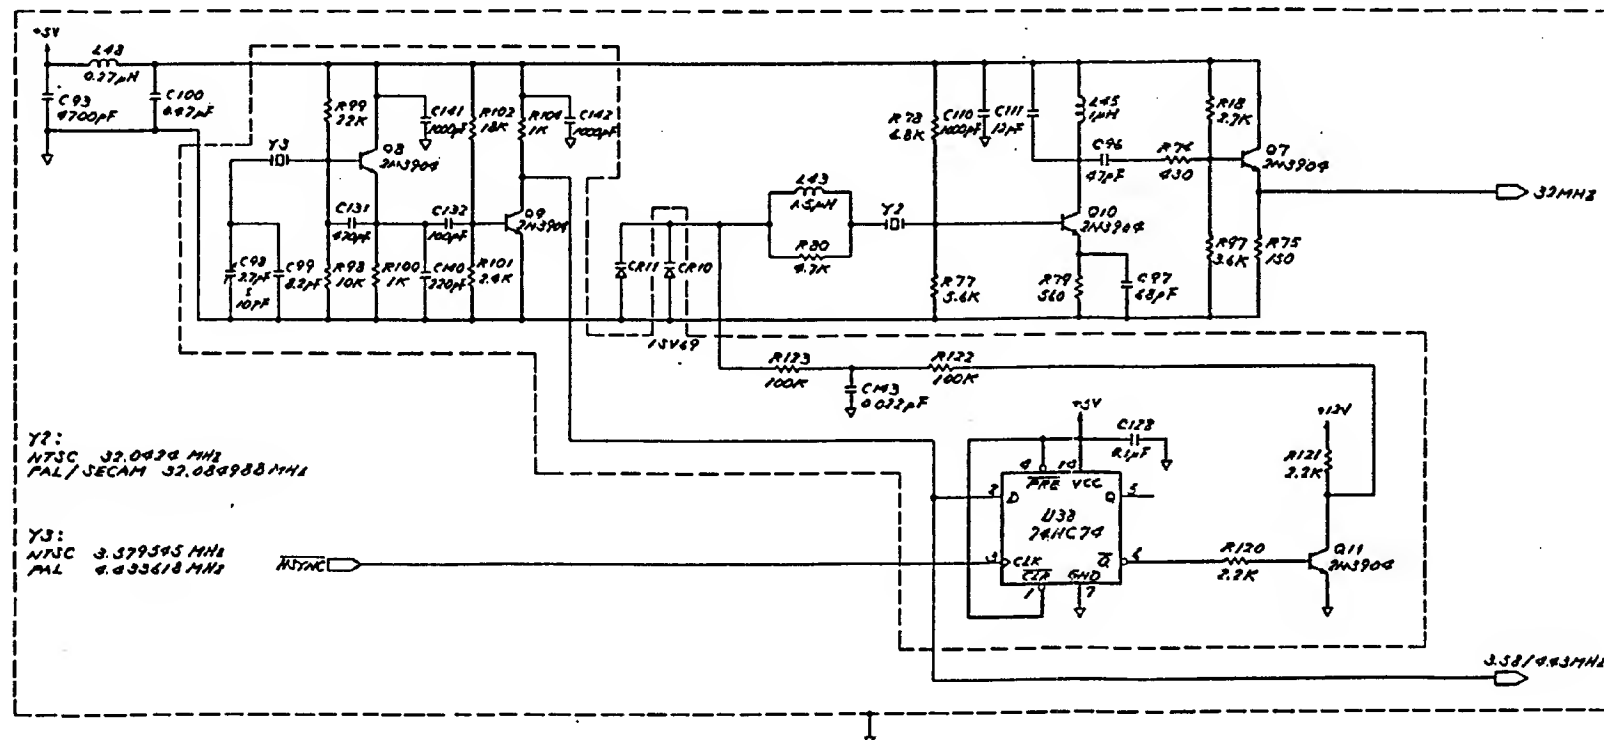 +5V
L48
0.27µH
C93
4700pF
C100
0.47µF
Y3
R99
22K
Q8
2N3904
C141
1000pF
R102
18K
R104
1K
C142
1000pF
C131
470pF
C132
100pF
Q9
2N3904
C98
2.7pF
S
10pF
C99
8.2pF
R98
10K
R100
1K
C140
220pF
R101
2.4K
CR11
CR10
1SV69
L43
1.5µH
R80
4.7K
Y2
R78
6.8K
C110
1000pF
C111
12pF
L45
1µH
C96
47pF
R76
430
R18
2.7K
Q7
2N3904
32MHZ
Q10
2N3904
R77
5.6K
R79
560
C97
68pF
R97
3.6K
R75
150
R123
100K
C143
0.022µF
R122
100K
+5V
C128
0.1µF
+12V
R121
2.2K
4
14
PRE
VCC
2
D
Q
5
U38
74HC74
3
CLK
Q
6
CLR
GND
1
7
R120
2.2K
Q11
2N3904
Y2:
NTSC 32.0424 MHz
PAL/SECAM 32.084988 MHz
Y3:
NTSC 3.579545 MHz
PAL 4.433618 MHz
HSYNC
3.58/4.43MHz